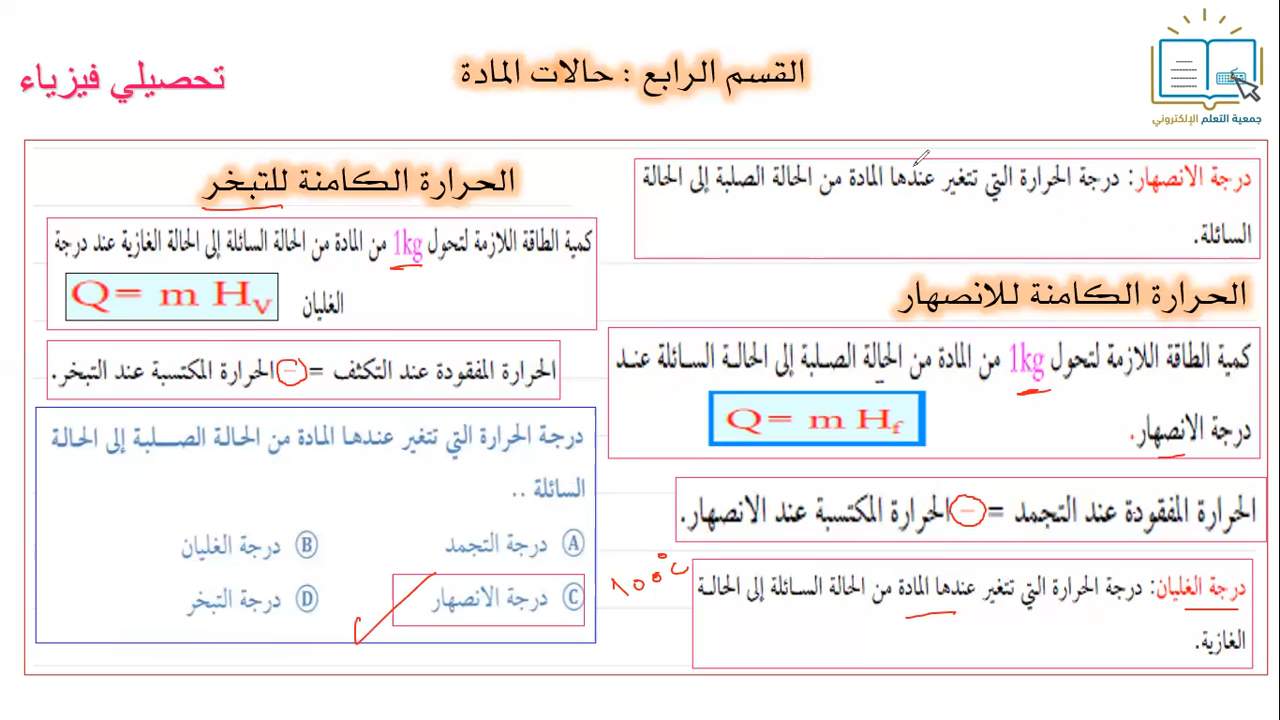 جمعية التعلم الإلكتروني
القسم الرابع : حالات المادة
تحصيلي فيزياء
درجة الانصهار: درجة الحرارة التي تتغير عندها المادة من الحالة الصلبة إلى الحالة
السائلة.
الحرارة الكامنة للانصهار
كمية الطاقة اللازمة لتحول 1kg من المادة من الحالة الصلبة إلى الحالة السائلة عند
درجة الانصهار.
Q= m Hf
الحرارة المفقودة عند التجمد = − الحرارة المكتسبة عند الانصهار.
درجة الغليان: درجة الحرارة التي تتغير عندها المادة من الحالة السائلة إلى الحالة
الغازية.
100°C
الحرارة الكامنة للتبخر
كمية الطاقة اللازمة لتحول 1kg من المادة من الحالة السائلة إلى الحالة الغازية عند درجة
الغليان
Q= m Hv
الحرارة المفقودة عند التكثف = − الحرارة المكتسبة عند التبخر.
درجة الحرارة التي تتغير عندها المادة من الحالة الصلبة إلى الحالة
السائلة ..
A درجة التجمد
B درجة الغليان
C درجة الانصهار
D درجة التبخر